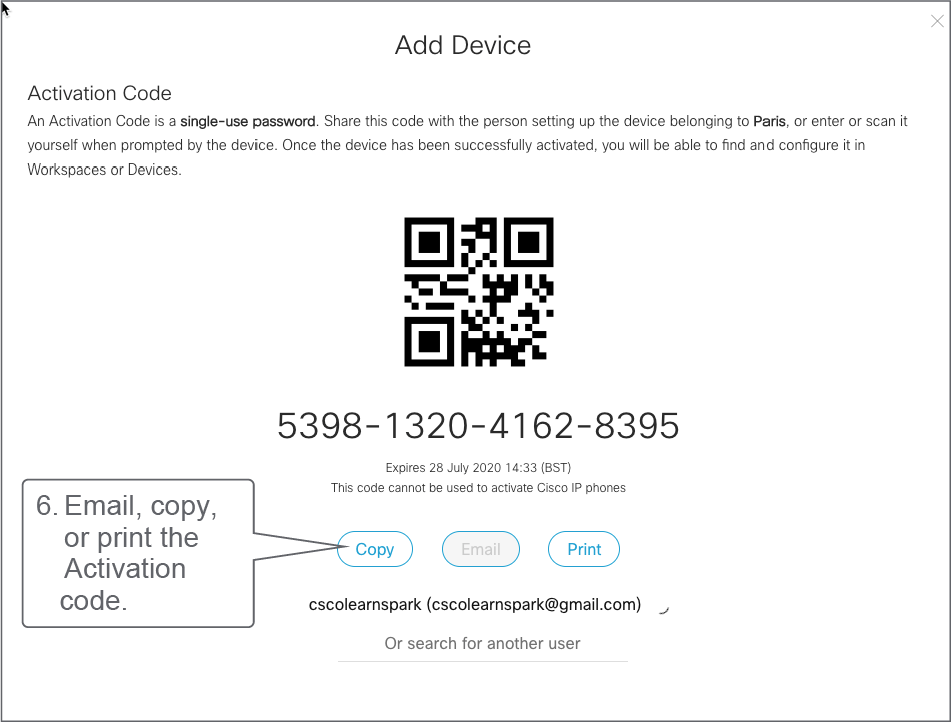 Add Device
Activation Code
An Activation Code is a single-use password. Share this code with the person setting up the device belonging to Paris, or enter or scan it
yourself when prompted by the device. Once the device has been successfully activated, you will be able to find and configure it in
Workspaces or Devices.
5398-1320-4162-8395
Expires 28 July 2020 14:33 (BST)
This code cannot be used to activate Cisco IP phones
6. Email, copy,
or print the
Activation
code.
Copy Email Print
cscolearnspark (cscolearnspark@gmail.com)
Or search for another user